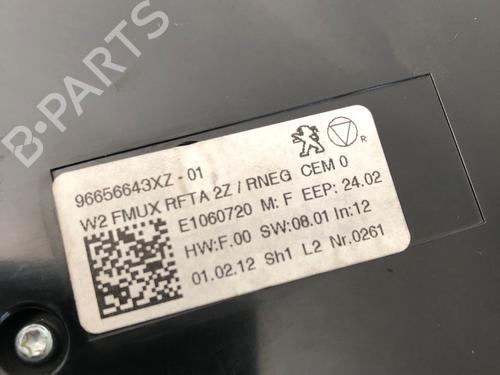 B-PARTS
96656643XZ - 01
W2 FMUX RFTA 2Z / RNEG CEM 0
E1060720 M: F EEP: 24.02
HW:F.00 SW:08.01 In:12
01.02.12 Sh1 L2 Nr.0261
R